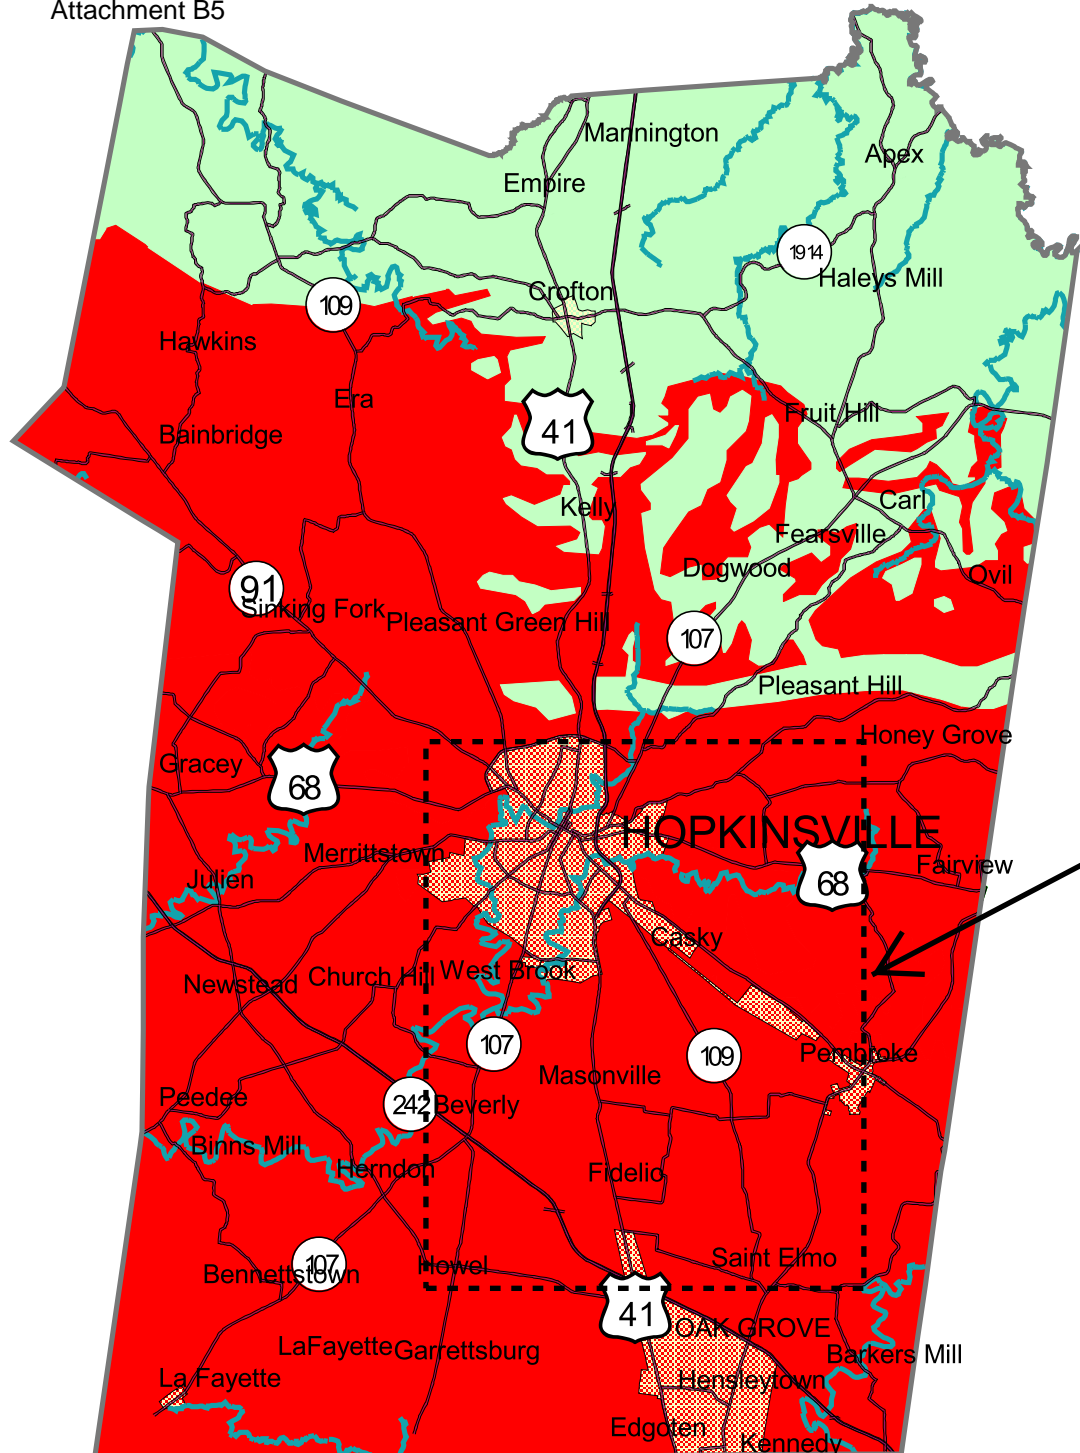 Attachment B5
Mannington
Apex
Empire
1914
Haleys Mill
Crofton
109
Hawkins
Era
Fruit Hill
41
Bainbridge
Kelly
Carl
Fearsville
Dogwood
Ovil
91
Sinking Fork
Pleasant Green Hill
107
Pleasant Hill
Honey Grove
Gracey
68
HOPKINSVILLE
Merrittstown
Fairview
Julien
68
Casky
West Brook
Church Hill
Newstead
107
109
Pembroke
Masonville
Peedee
242
Beverly
Binns Mill
Herndon
Fidelio
Saint Elmo
107
Howel
Bennettstown
41
OAK GROVE
LaFayette
Garrettsburg
Barkers Mill
La Fayette
Hensleytown
Edgoten
Kennedy